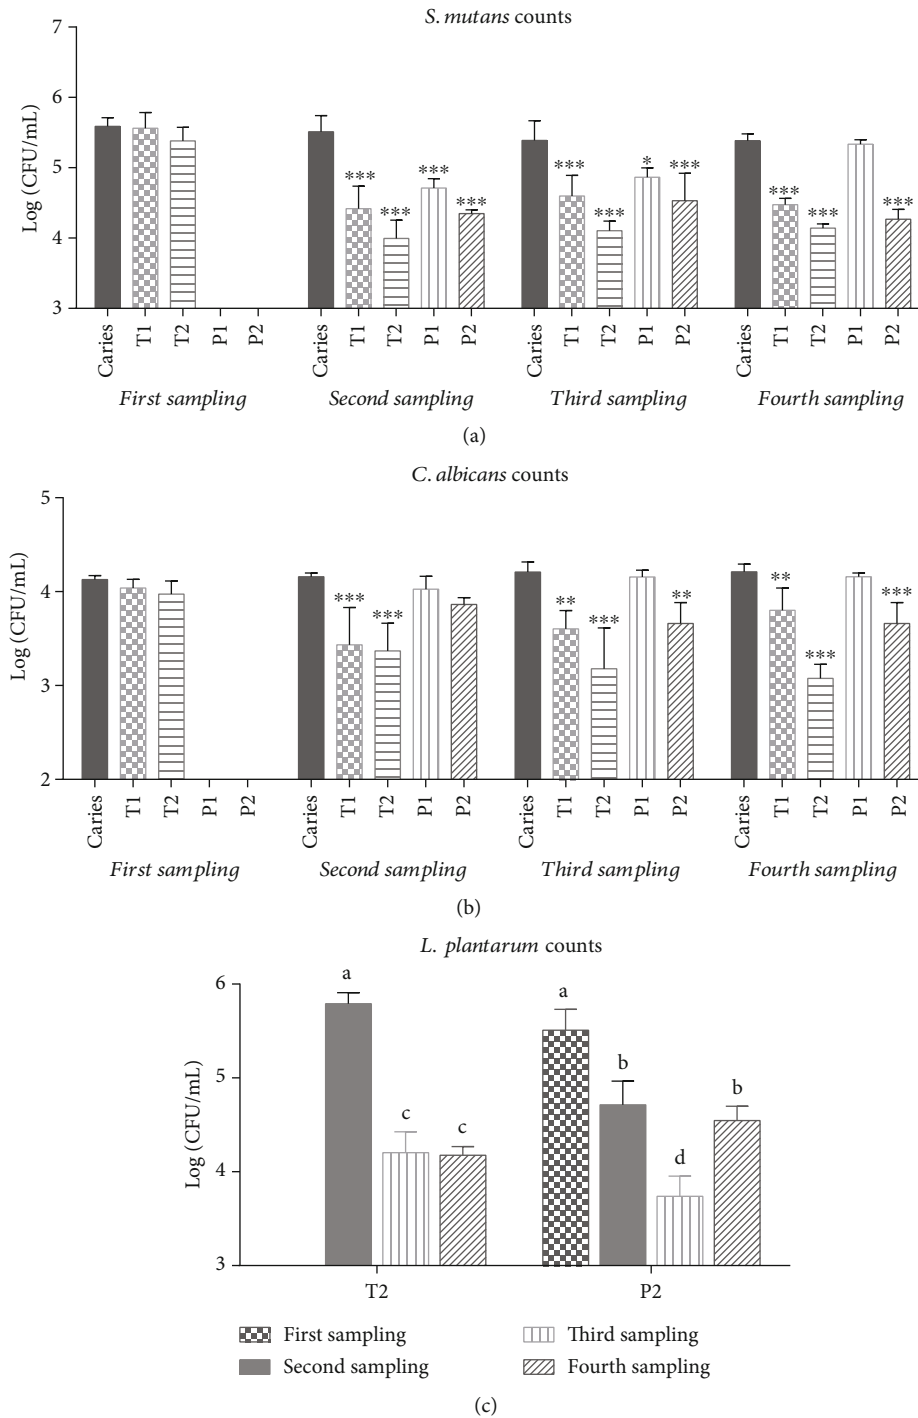 S. mutans counts
7
6
5
4
3
Log (CFU/mL)
*** *** *** ***
*** *** * ***
*** *** ***
Caries T1 T2 P1 P2 Caries T1 T2 P1 P2 Caries T1 T2 P1 P2 Caries T1 T2 P1 P2
First sampling Second sampling Third sampling Fourth sampling
(a)
C. albicans counts
5
4
3
2
Log (CFU/mL)
*** ***
** *** **
** *** ***
Caries T1 T2 P1 P2 Caries T1 T2 P1 P2 Caries T1 T2 P1 P2 Caries T1 T2 P1 P2
First sampling Second sampling Third sampling Fourth sampling
(b)
L. plantarum counts
6
5
4
3
Log (CFU/mL)
a c c a b d b
T2 P2
First sampling Third sampling
Second sampling Fourth sampling
(c)